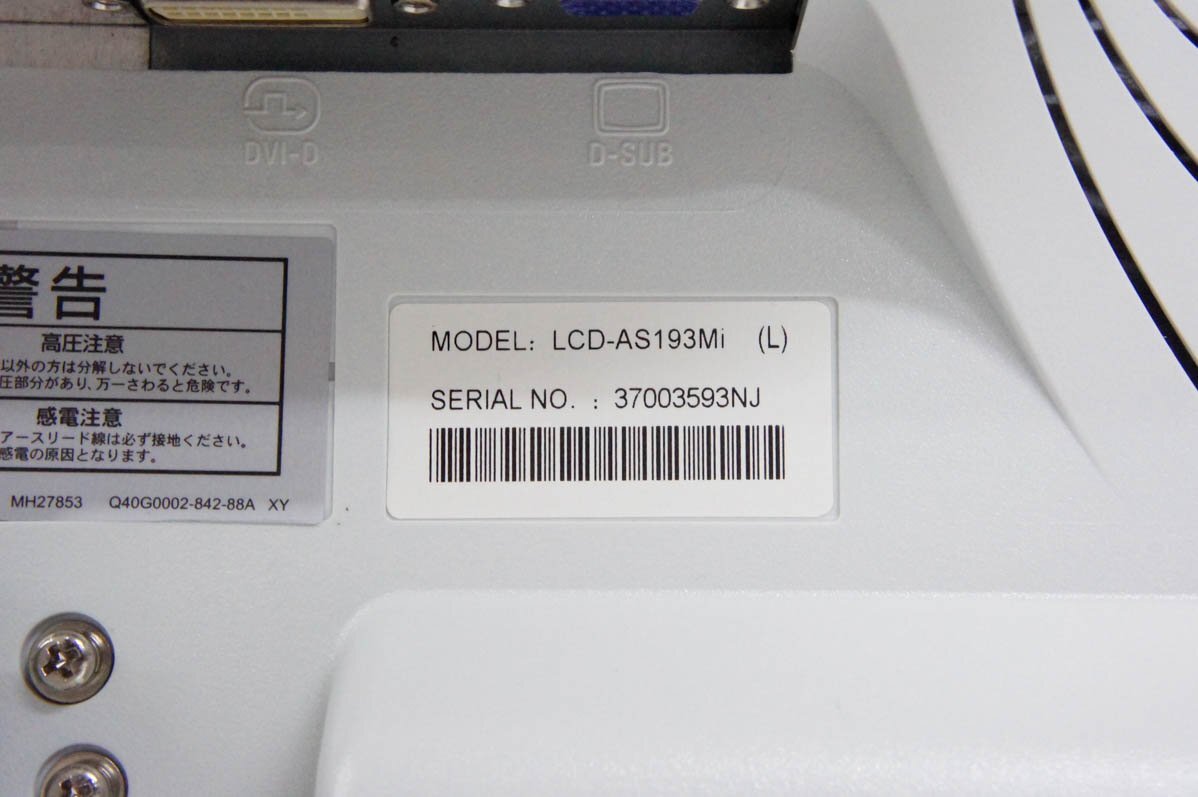 DVI-D
D-SUB
警告
高圧注意
以外の方は分解しないでください。
圧部分があり、万一さわると危険です。
感電注意
アースリード線は必ず接地ください。
感電の原因となります。
MH27853 Q40G0002-842-88A XY
MODEL: LCD-AS193Mi (L)
SERIAL NO. : 37003593NJ